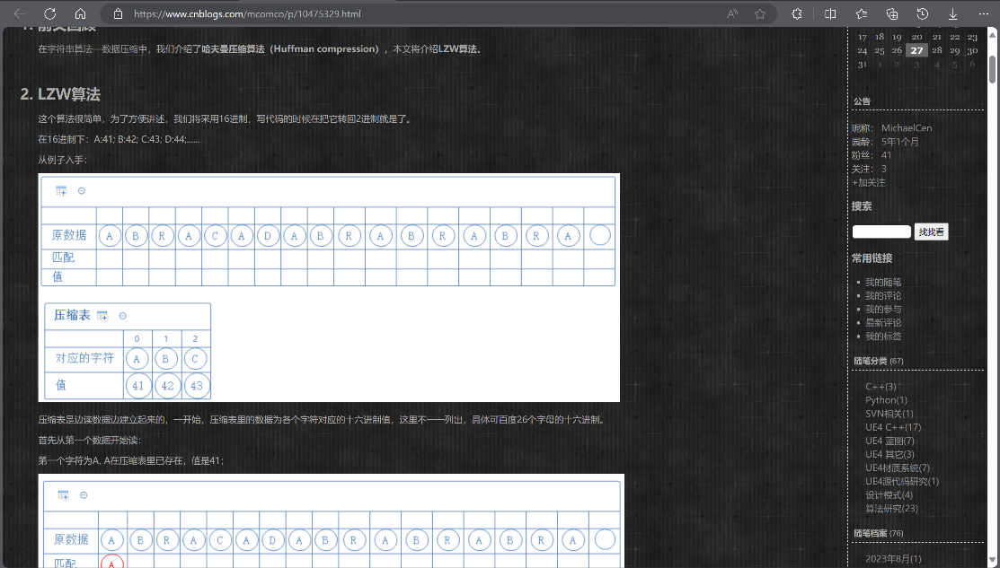 https://www.cnblogs.com/mcomco/p/10475329.html
在字符串算法—数据压缩中，我们介绍了哈夫曼压缩算法（Huffman compression），本文将介绍LZW算法。
2. LZW算法
这个算法很简单，为了方便讲述，我们将采用16进制，写代码的时候在把它转回2进制就是了。
在16进制下：A:41; B:42; C:43; D:44;......
从例子入手：
原数据 A B R A C A D A B R A B R A B R A
匹配
值
压缩表
0 1 2
对应的字符 A B C
值 41 42 43
压缩表是边读数据边建立起来的，一开始，压缩表里的数据为各个字符对应的十六进制值，这里不一一列出，具体可百度26个字母的十六进制。
首先从第一个数据开始读：
第一个字符为A, A在压缩表里已存在，值是41；
原数据 A B R A C A D A B R A B R A B R A
匹配 A
17 18 19 20 21 22 23
24 25 26 27 28 29 30
31 1 2 3 4 5 6
公告
昵称： MichaelCen
园龄： 5年1个月
粉丝： 41
关注： 3
+加关注
搜索
找找看
常用链接
我的随笔
我的评论
我的参与
最新评论
我的标签
随笔分类 (67)
C++(3)
Python(1)
SVN相关(1)
UE4 C++(17)
UE4 蓝图(7)
UE4 其它(3)
UE4材质系统(7)
UE4源代码研究(1)
设计模式(4)
算法研究(23)
随笔档案 (76)
2023年8月(1)